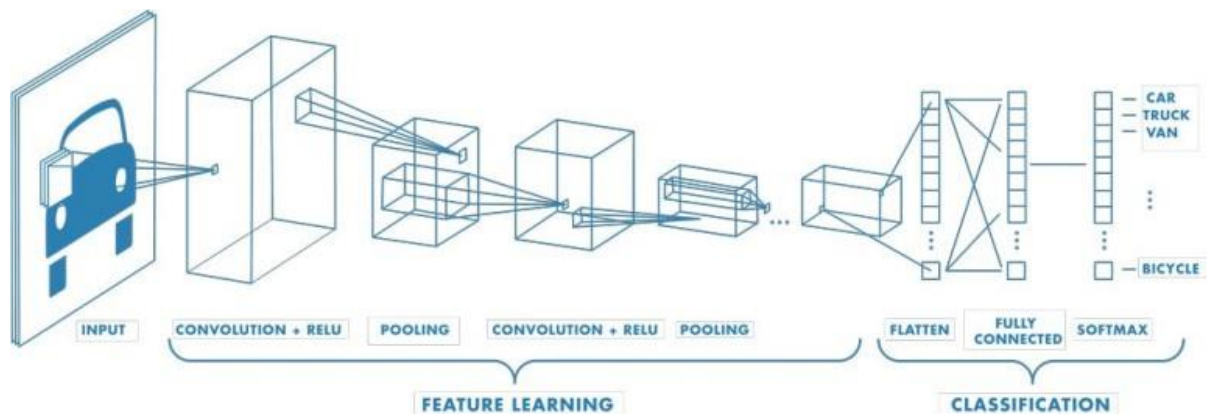 CAR
TRUCK
VAN
BICYCLE
INPUT
CONVOLUTION + RELU
POOLING
CONVOLUTION + RELU
POOLING
FLATTEN
FULLY
CONNECTED
SOFTMAX
FEATURE LEARNING
CLASSIFICATION